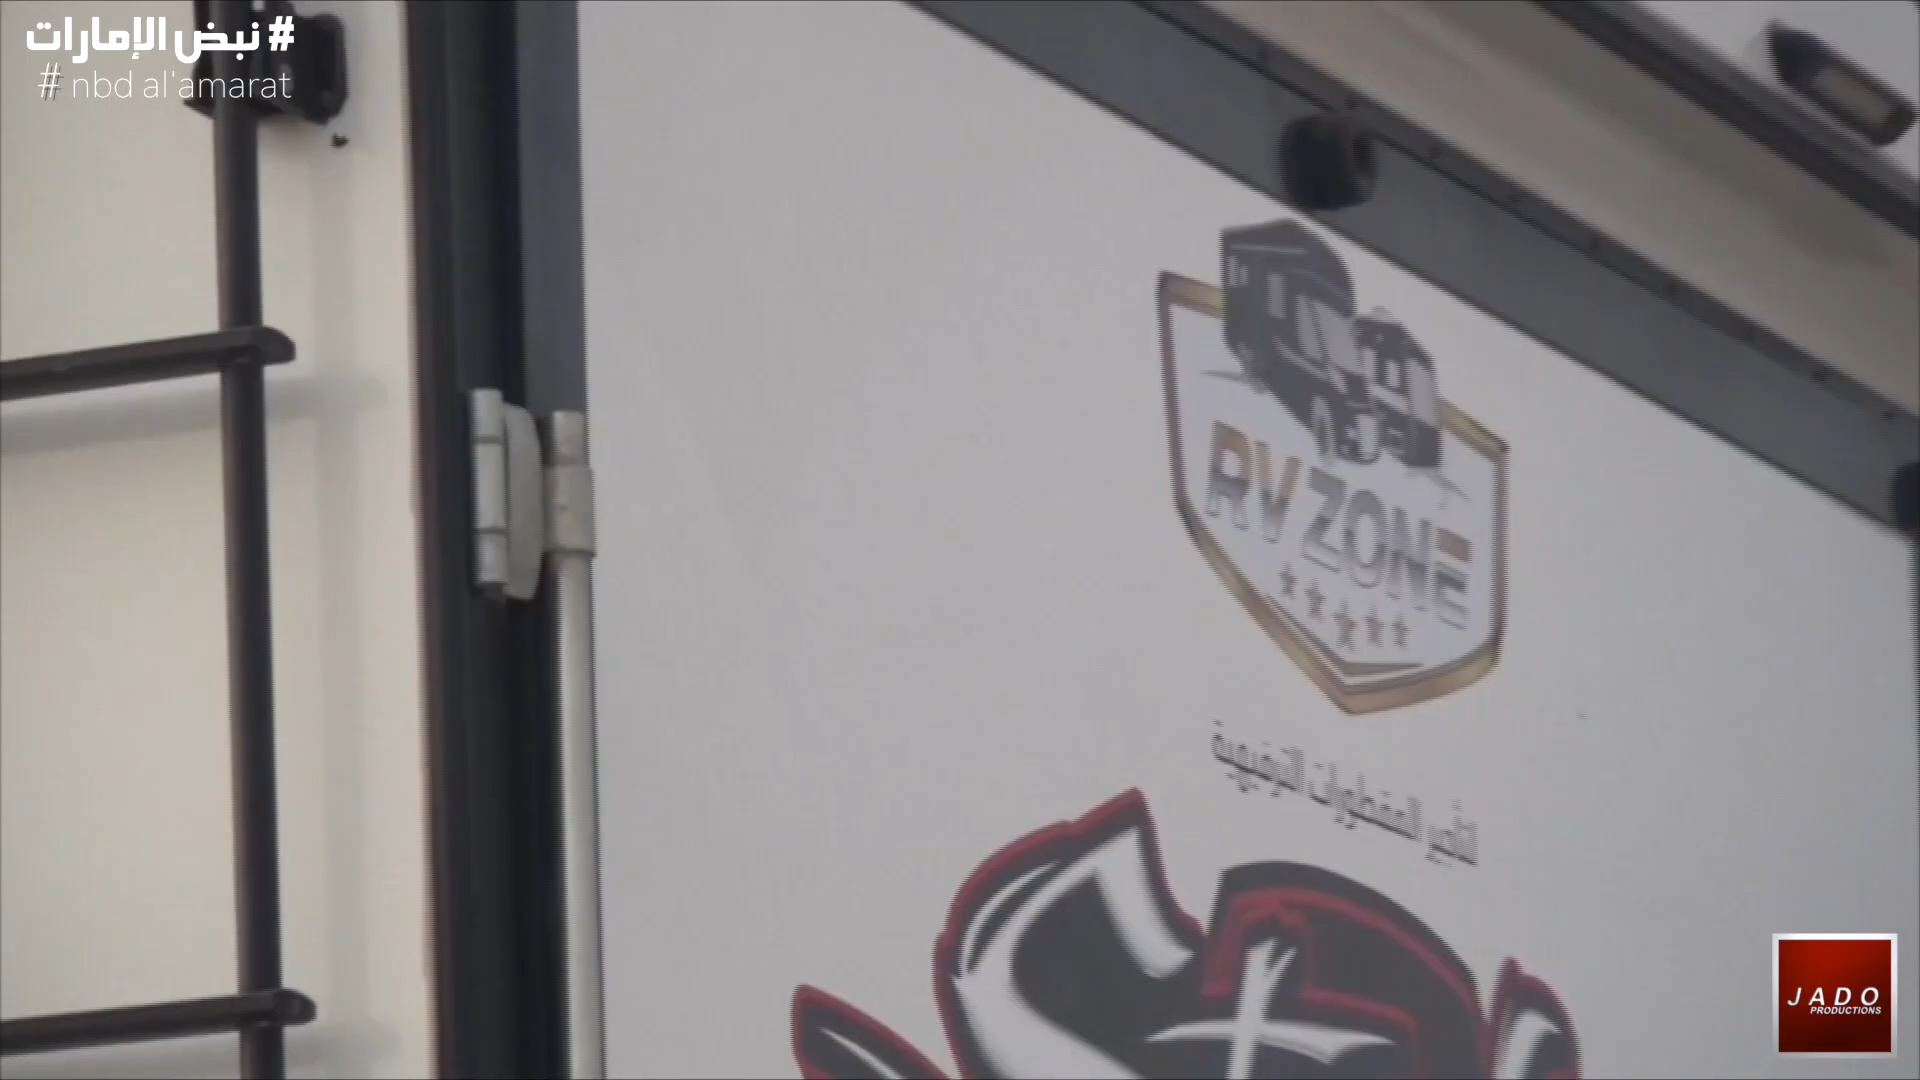 #نبض الإمارات
# nbd al'amarat
RV ZONE
لتأجير المقطورات الترفيهية
JADO
PRODUCTIONS